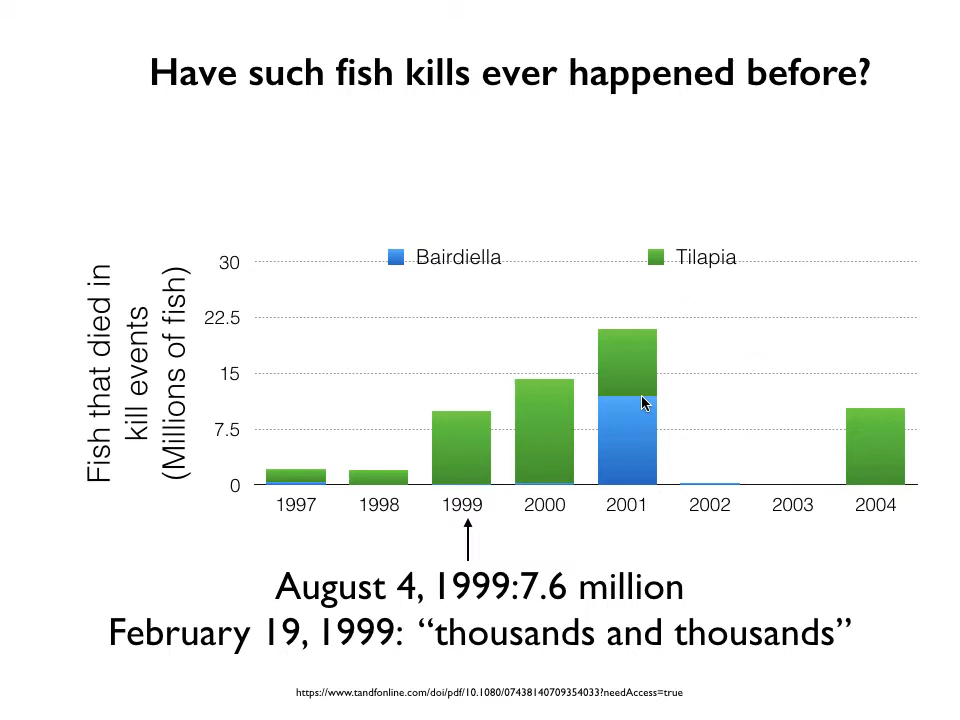 Have such fish kills ever happened before?
Fish that died in
kill events
(Millions of fish)
Bairdiella
Tilapia
30
22.5
15
7.5
0
1997
1998
1999
2000
2001
2002
2003
2004
August 4, 1999:7.6 million
February 19, 1999: “thousands and thousands”
https://www.tandfonline.com/doi/pdf/10.1080/07438140709354033?needAccess=true